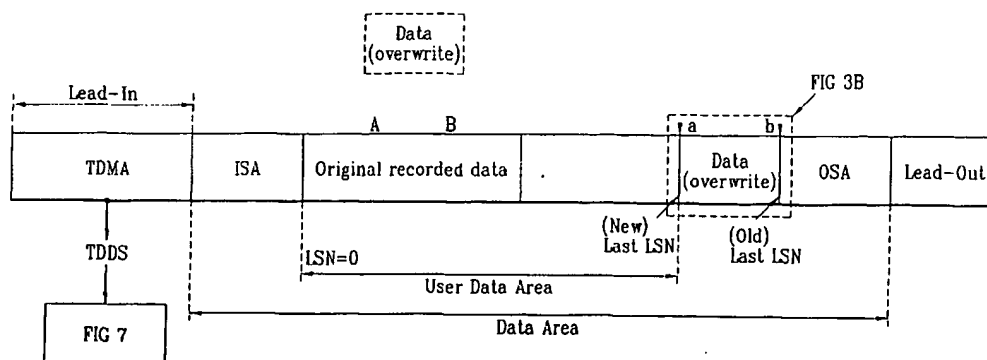 Data
(overwrite)
Lead-In
FIG 3B
A
B
a
b
TDMA
ISA
Original recorded data
Data
(overwrite)
OSA
Lead-Out
(New)
Last LSN
(Old)
Last LSN
TDDS
LSN=0
User Data Area
FIG 7
Data Area